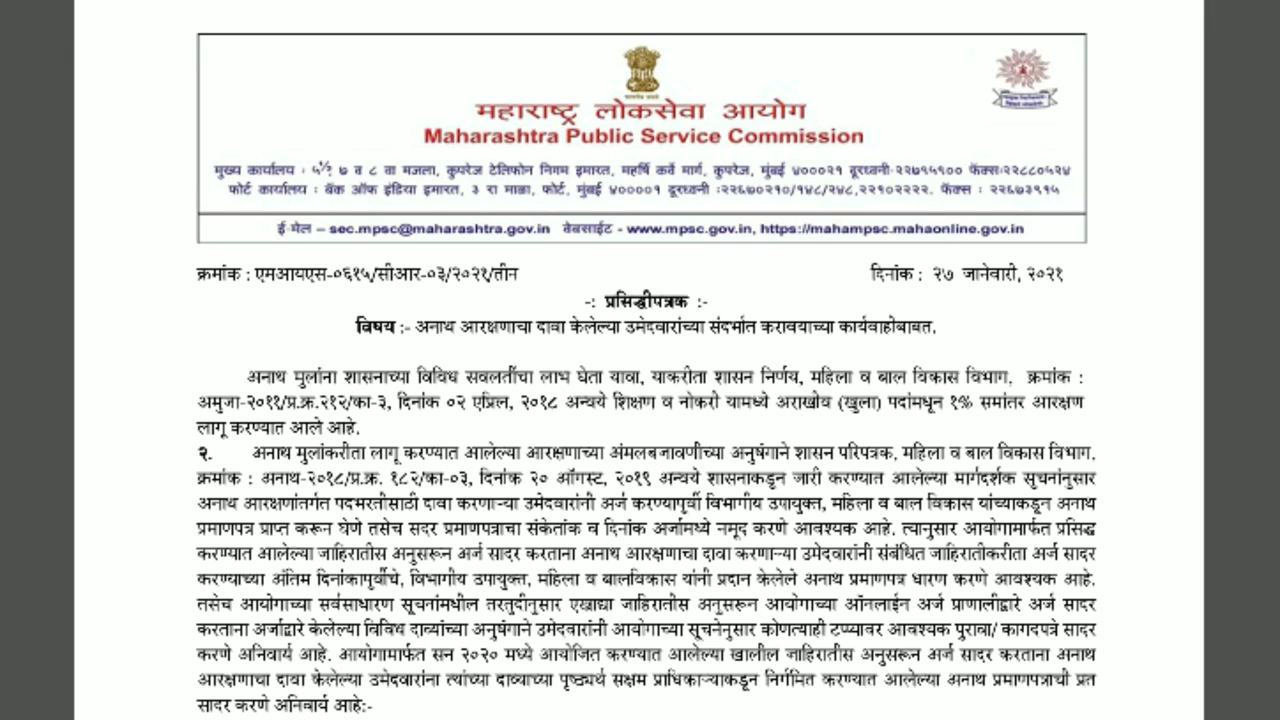 महाराष्ट्र लोकसेवा आयोग
Maharashtra Public Service Commission
मुख्य कार्यालय : ५½ ७ व ८ वा मजला, कुपरेज टेलिफोन निगम इमारत, महर्षि कर्वे मार्ग, कुपरेज, मुंबई ४०००२१ दूरध्वनी-२२७९५९०० फॅक्स:२२८८०५२४
फोर्ट कार्यालय : बँक ऑफ इंडिया इमारत, ३ रा माळा, फोर्ट, मुंबई ४००००१ दूरध्वनी :२२६७०२१०/१४८/२४८,२२१०२२२२. फॅक्स : २२६७३९१५
ई-मेल – sec.mpsc@maharashtra.gov.in वेबसाईट - www.mpsc.gov.in, https://mahampsc.mahaonline.gov.in
क्रमांक : एमआयएस-०६१५/सीआर-०३/२०२१/तीन दिनांक : २७ जानेवारी, २०२१
-: प्रसिद्धीपत्रक :-
विषय :- अनाथ आरक्षणाचा दावा केलेल्या उमेदवारांच्या संदर्भात करावयाच्या कार्यवाहीबाबत.
अनाथ मुलांना शासनाच्या विविध सवलतींचा लाभ घेता यावा, याकरीता शासन निर्णय, महिला व बाल विकास विभाग, क्रमांक :
अमुजा-२०११/प्र.क्र.२१२/का-३, दिनांक ०२ एप्रिल, २०१८ अन्वये शिक्षण व नोकरी यामध्ये अराखीव (खुला) पदांमधून १% समांतर आरक्षण
लागू करण्यात आले आहे.
२. अनाथ मुलांकरीता लागू करण्यात आलेल्या आरक्षणाच्या अंमलबजावणीच्या अनुषंगाने शासन परिपत्रक, महिला व बाल विकास विभाग,
क्रमांक : अनाथ-२०१८/प्र.क्र. १८२/का-०३, दिनांक २० ऑगस्ट, २०१९ अन्वये शासनाकडून जारी करण्यात आलेल्या मार्गदर्शक सूचनांनुसार
अनाथ आरक्षणांतर्गत पदभरतीसाठी दावा करणाऱ्या उमेदवारांनी अर्ज करण्यापूर्वी विभागीय उपायुक्त, महिला व बाल विकास यांच्याकडून अनाथ
प्रमाणपत्र प्राप्त करून घेणे तसेच सदर प्रमाणपत्राचा संकेतांक व दिनांक अर्जामध्ये नमूद करणे आवश्यक आहे. त्यानुसार आयोगामार्फत प्रसिद्ध
करण्यात आलेल्या जाहिरातीस अनुसरून अर्ज सादर करताना अनाथ आरक्षणाचा दावा करणाऱ्या उमेदवारांनी संबंधित जाहिरातीकरीता अर्ज सादर
करण्याच्या अंतिम दिनांकापूर्वीचे, विभागीय उपायुक्त, महिला व बालविकास यांनी प्रदान केलेले अनाथ प्रमाणपत्र धारण करणे आवश्यक आहे.
तसेच आयोगाच्या सर्वसाधारण सूचनांमधील तरतुदीनुसार एखाद्या जाहिरातीस अनुसरून आयोगाच्या ऑनलाईन अर्ज प्राणालीद्वारे अर्ज सादर
करताना अर्जाद्वारे केलेल्या विविध दाव्यांच्या अनुषंगाने उमेदवारांनी आयोगाच्या सूचनेनुसार कोणत्याही टप्प्यावर आवश्यक पुरावा/ कागदपत्रे सादर
करणे अनिवार्य आहे. आयोगामार्फत सन २०२० मध्ये आयोजित करण्यात आलेल्या खालील जाहिरातीस अनुसरून अर्ज सादर करताना अनाथ
आरक्षणाचा दावा केलेल्या उमेदवारांना त्यांच्या दाव्याच्या पृष्ठ्यर्थ सक्षम प्राधिकाऱ्याकडून निर्गमित करण्यात आलेल्या अनाथ प्रमाणपत्राची प्रत
सादर करणे अनिवार्य आहे:-